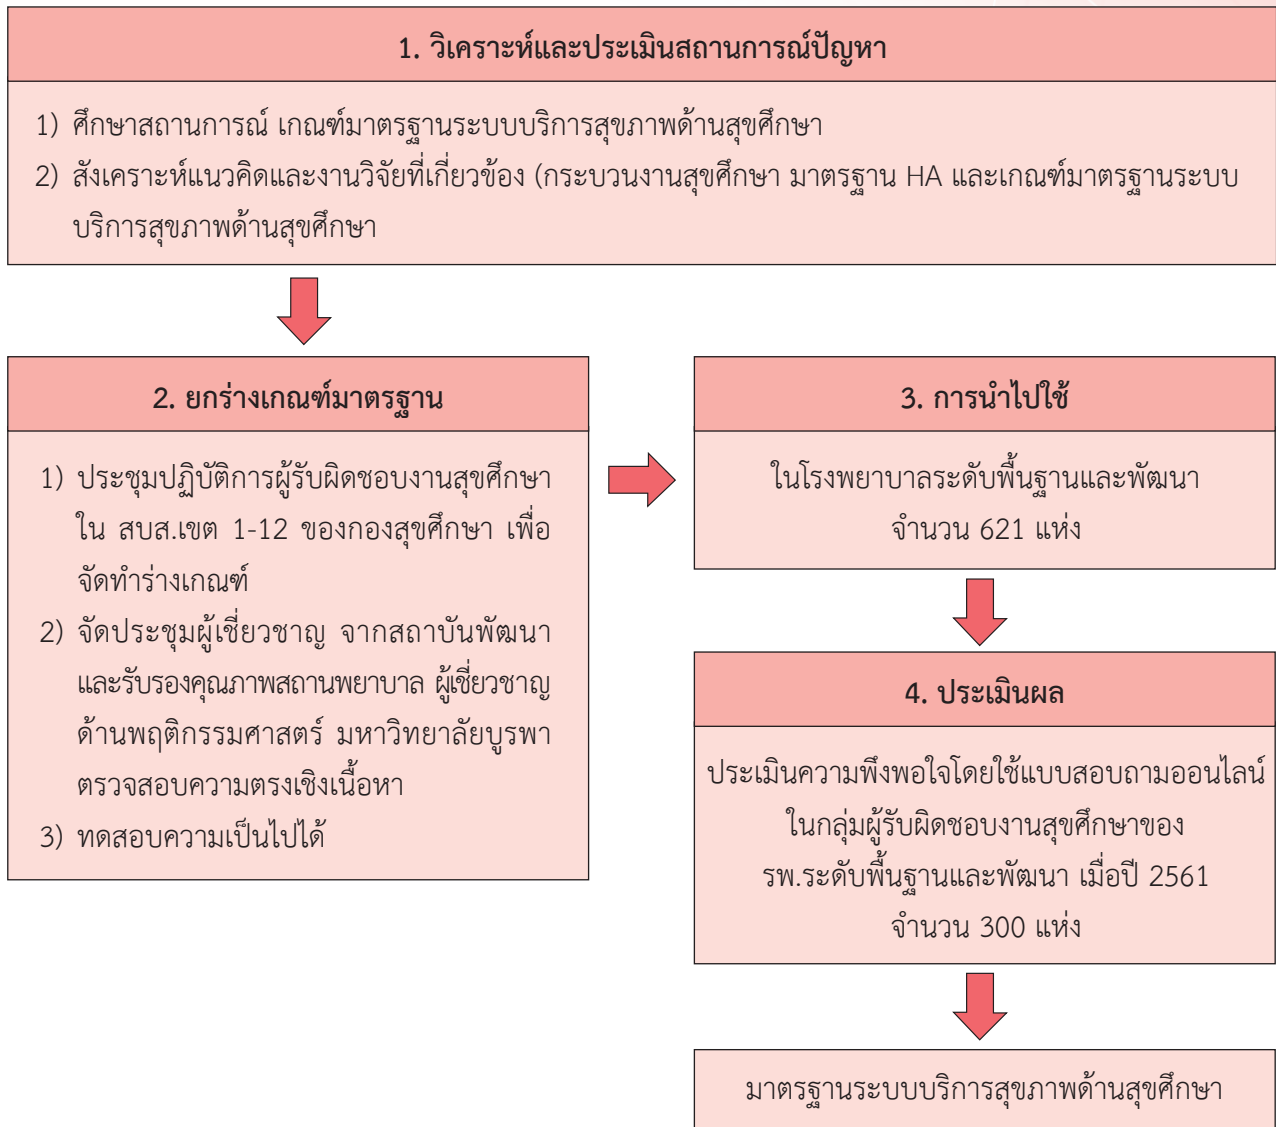 1. วิเคราะห์และประเมินสถานการณ์ปัญหา
1) ศึกษาสถานการณ์ เกณฑ์มาตรฐานระบบบริการสุขภาพด้านสุขศึกษา
2) สังเคราะห์แนวคิดและงานวิจัยที่เกี่ยวข้อง (กระบวนงานสุขศึกษา มาตรฐาน HA และเกณฑ์มาตรฐานระบบ
บริการสุขภาพด้านสุขศึกษา
2. ยกร่างเกณฑ์มาตรฐาน
1) ประชุมปฏิบัติการผู้รับผิดชอบงานสุขศึกษา
ใน สบส.เขต 1-12 ของกองสุขศึกษา เพื่อ
จัดทำร่างเกณฑ์
2) จัดประชุมผู้เชี่ยวชาญ จากสถาบันพัฒนา
และรับรองคุณภาพสถานพยาบาล ผู้เชี่ยวชาญ
ด้านพฤติกรรมศาสตร์ มหาวิทยาลัยบูรพา
ตรวจสอบความตรงเชิงเนื้อหา
3) ทดสอบความเป็นไปได้
3. การนำไปใช้
ในโรงพยาบาลระดับพื้นฐานและพัฒนา
จำนวน 621 แห่ง
4. ประเมินผล
ประเมินความพึงพอใจโดยใช้แบบสอบถามออนไลน์
ในกลุ่มผู้รับผิดชอบงานสุขศึกษาของ
รพ.ระดับพื้นฐานและพัฒนา เมื่อปี 2561
จำนวน 300 แห่ง
มาตรฐานระบบบริการสุขภาพด้านสุขศึกษา